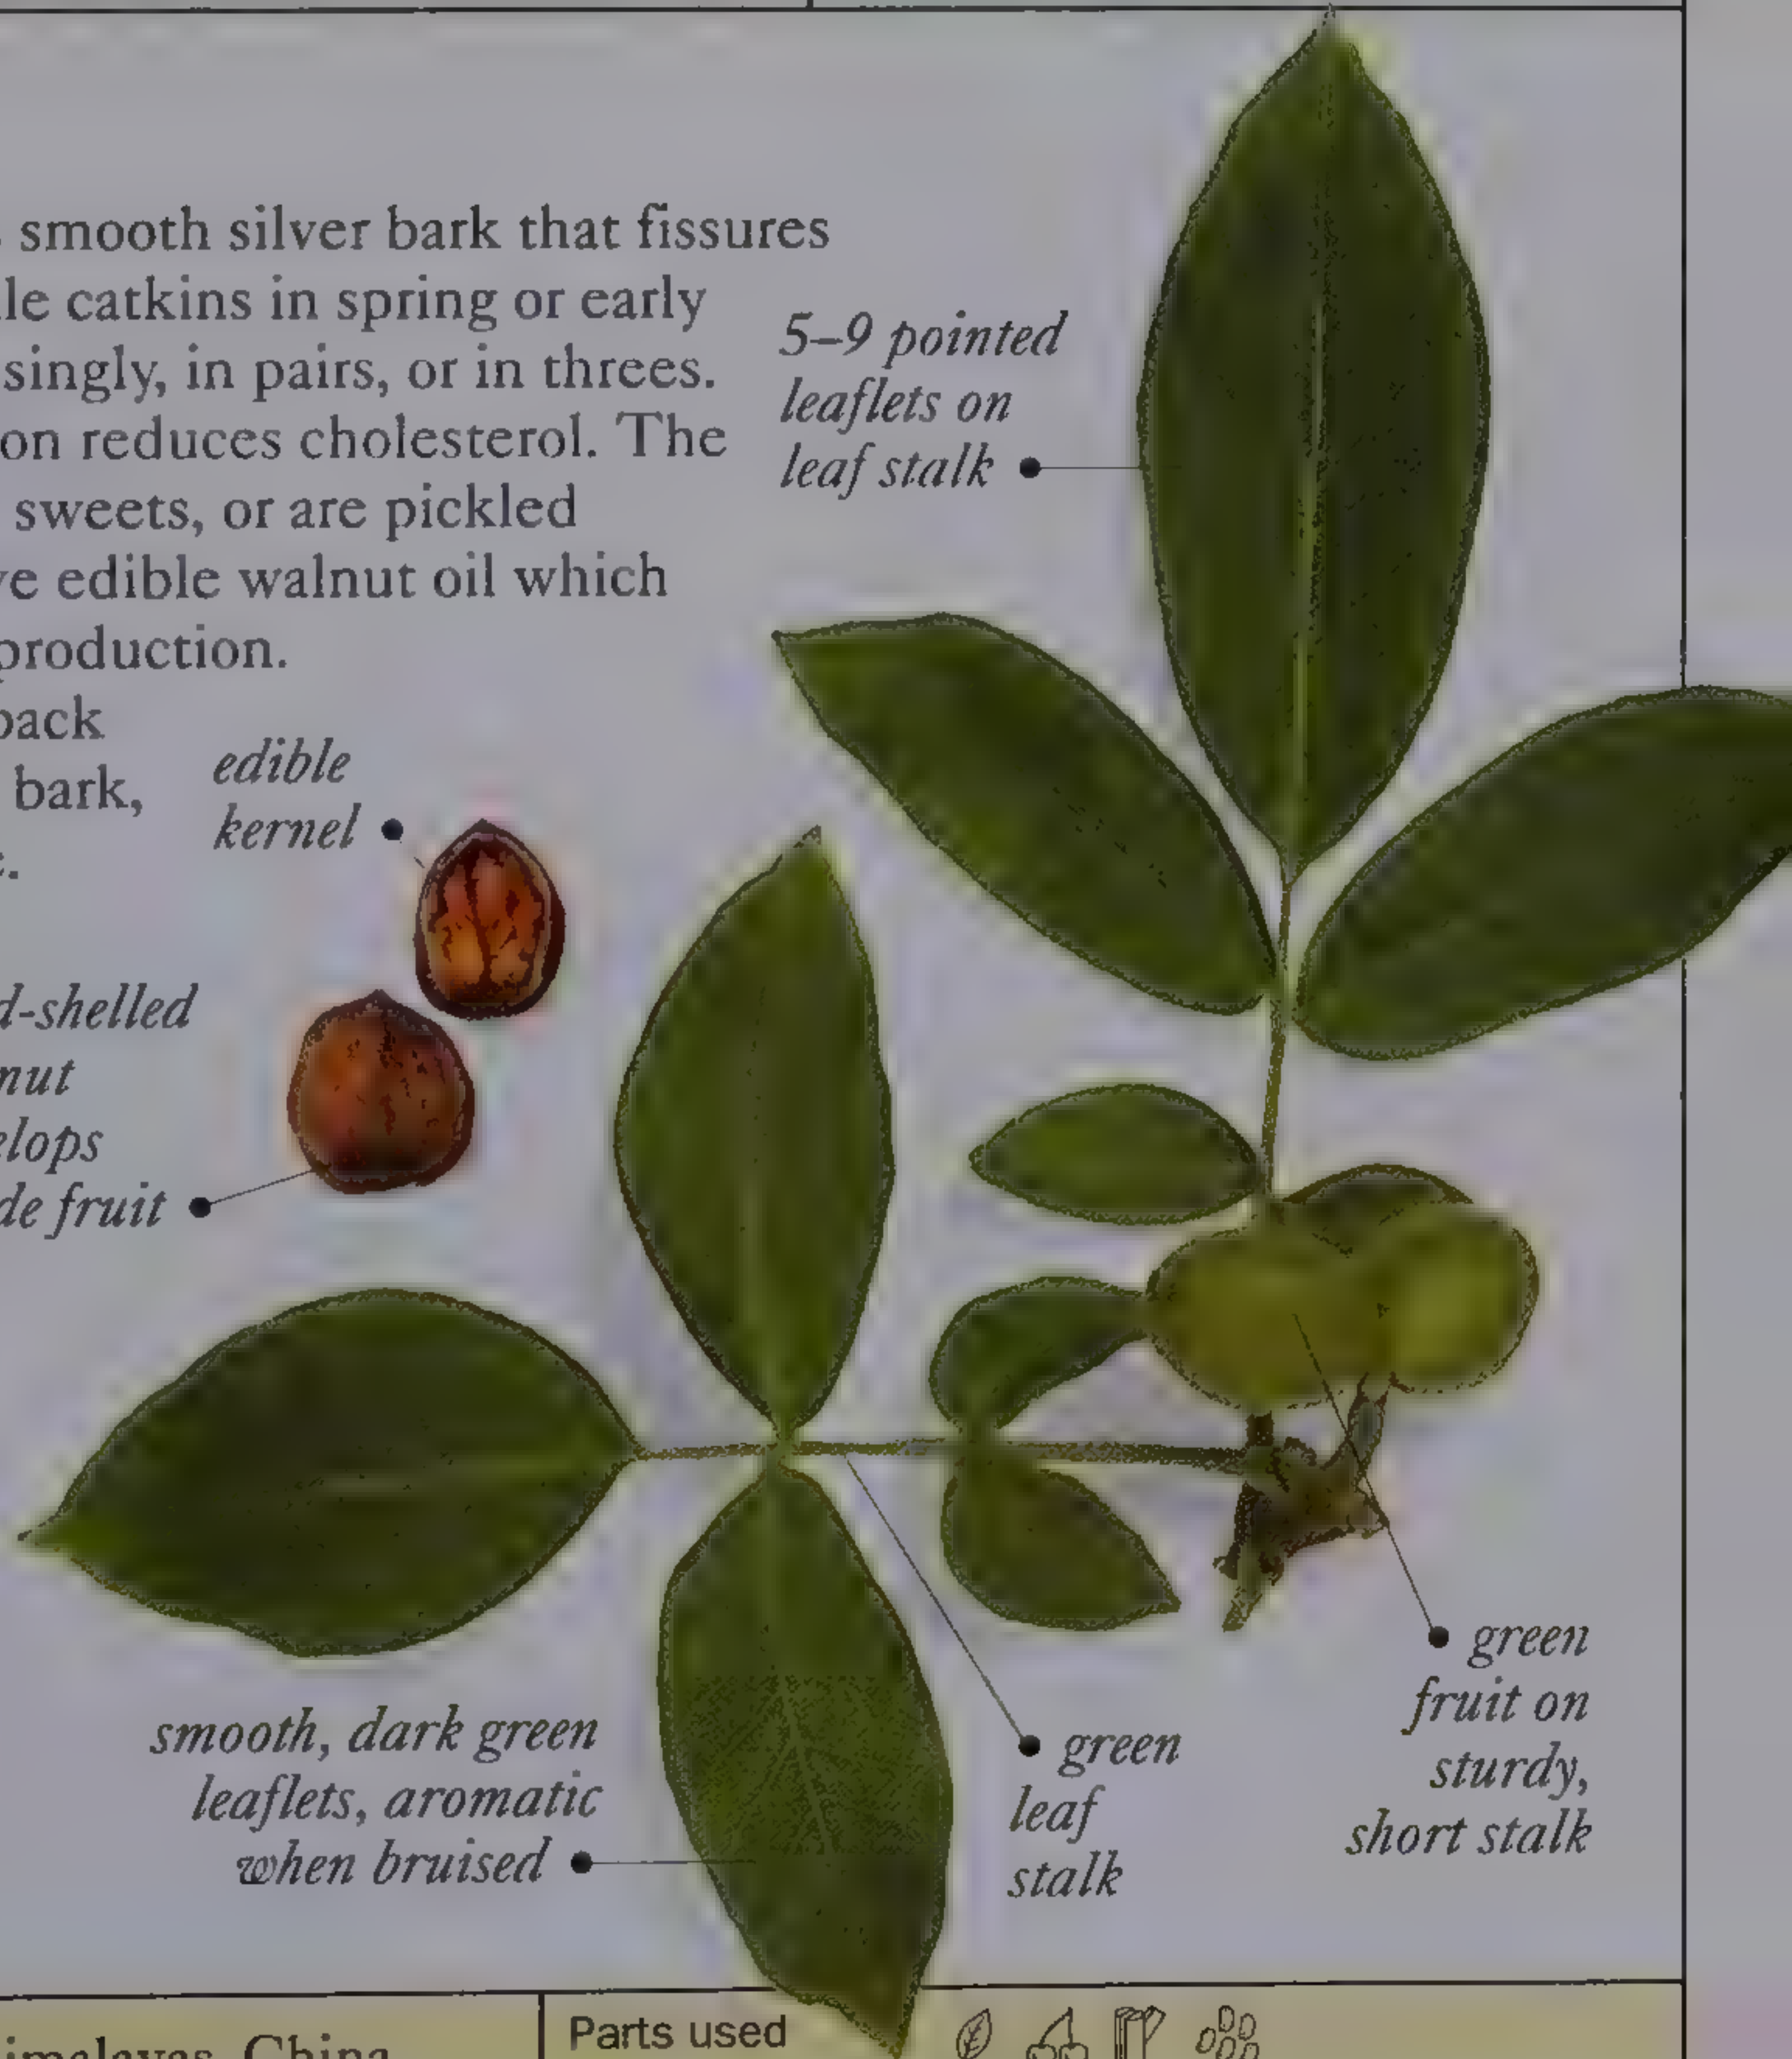 smooth silver bark that fissures
catkins in spring or early
singly, in pairs, or in threes.
on reduces cholesterol. The
sweets, or are pickled
edible walnut oil which
production.
bark,
5–9 pointed
leaflets on
leaf stalk
edible
kernel
d-shelled
nut
elops
de fruit
smooth, dark green
leaflets, aromatic
when bruised
green
leaf
stalk
green
fruit on
sturdy,
short stalk
China
Parts used